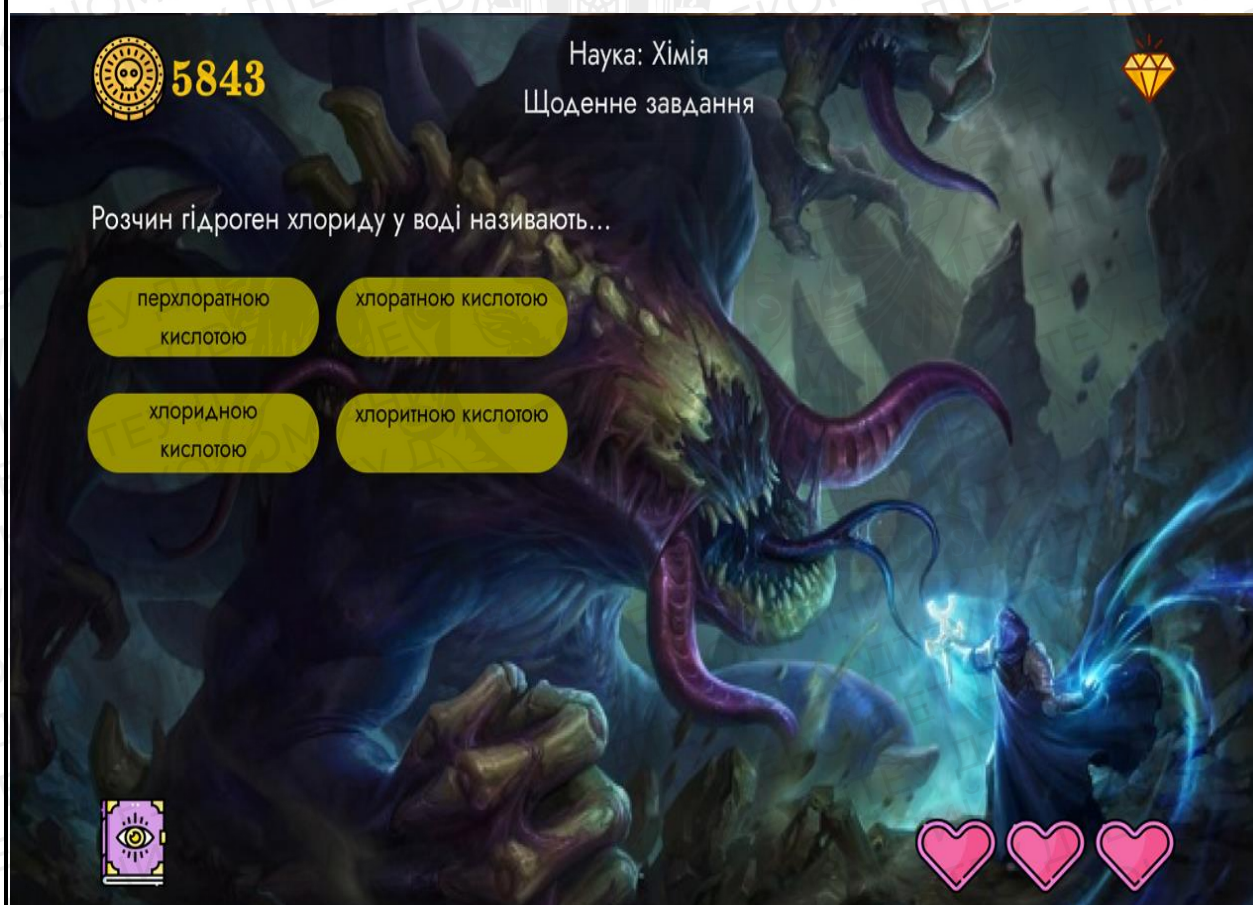 5843
Наука: Хімія
Щоденне завдання
Розчин гідроген хлориду у воді називають...
перхлоратною
кислотою
хлоратною кислотою
хлоридною
кислотою
хлоритною кислотою